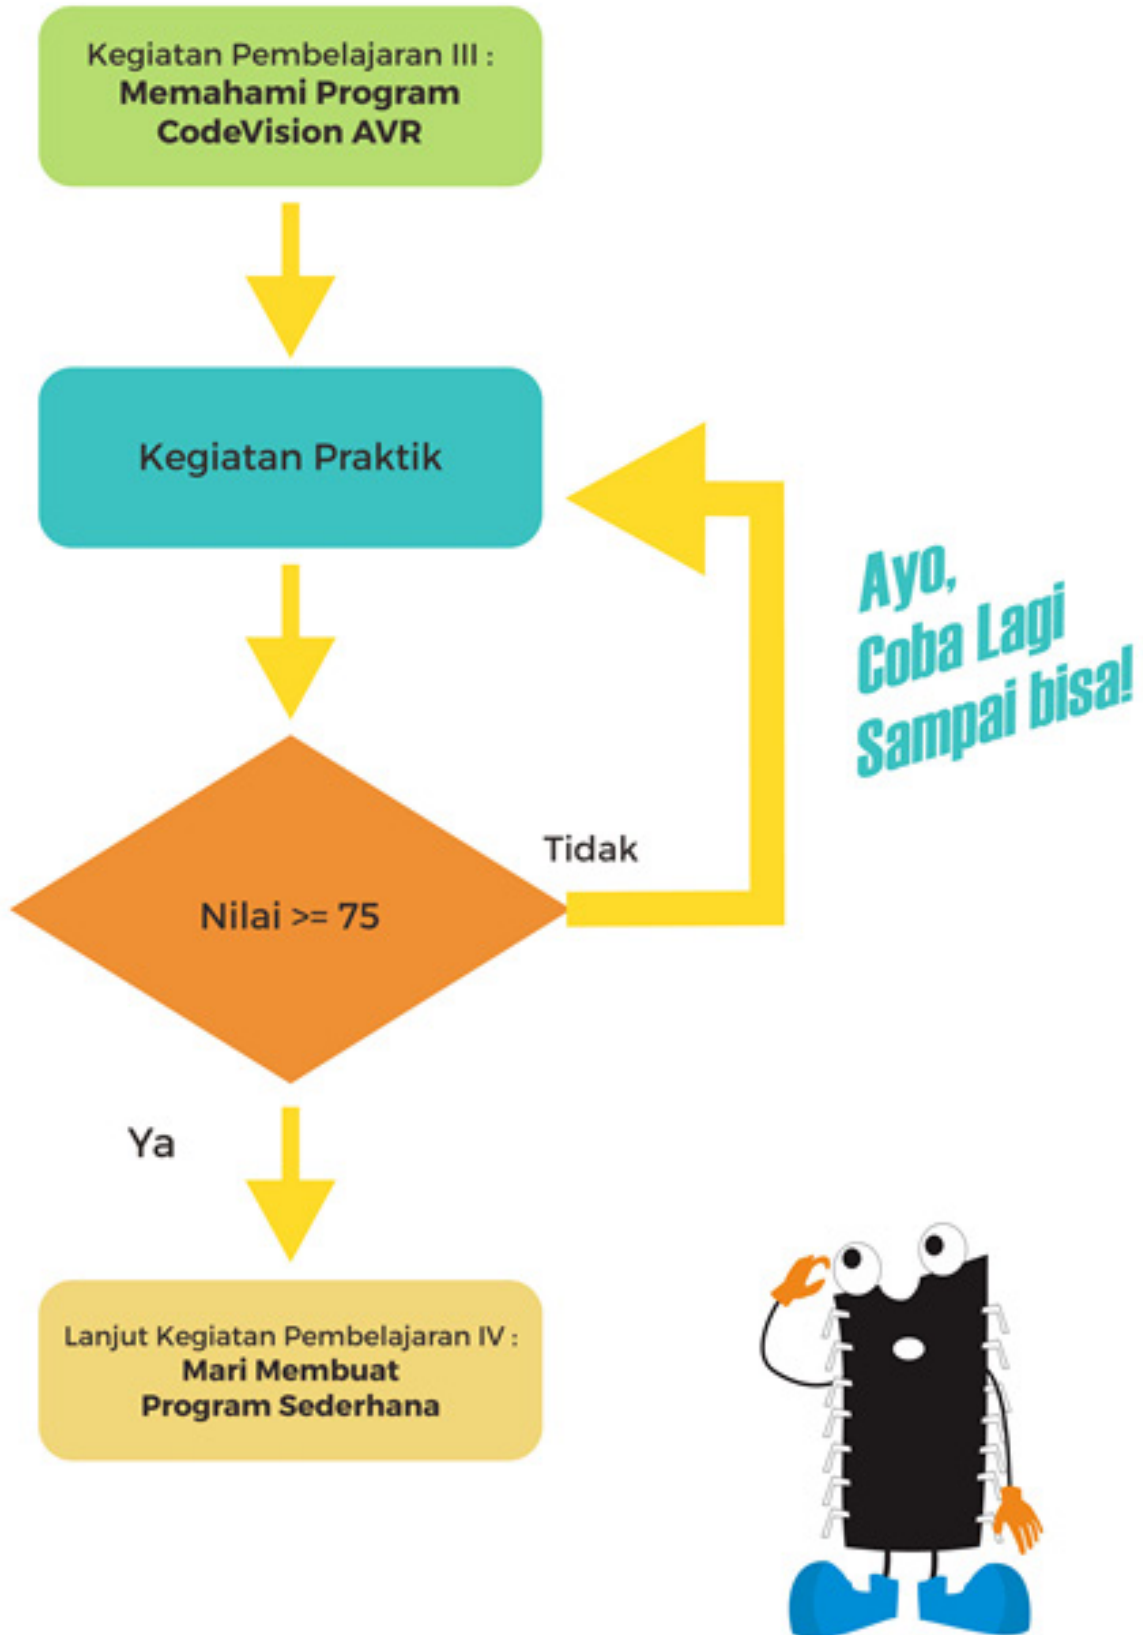 Kegiatan Pembelajaran III :
Memahami Program
CodeVision AVR
Kegiatan Praktik
Ayo,
Coba Lagi
Sampai bisa!
Tidak
Nilai >= 75
Ya
Lanjut Kegiatan Pembelajaran IV :
Mari Membuat
Program Sederhana